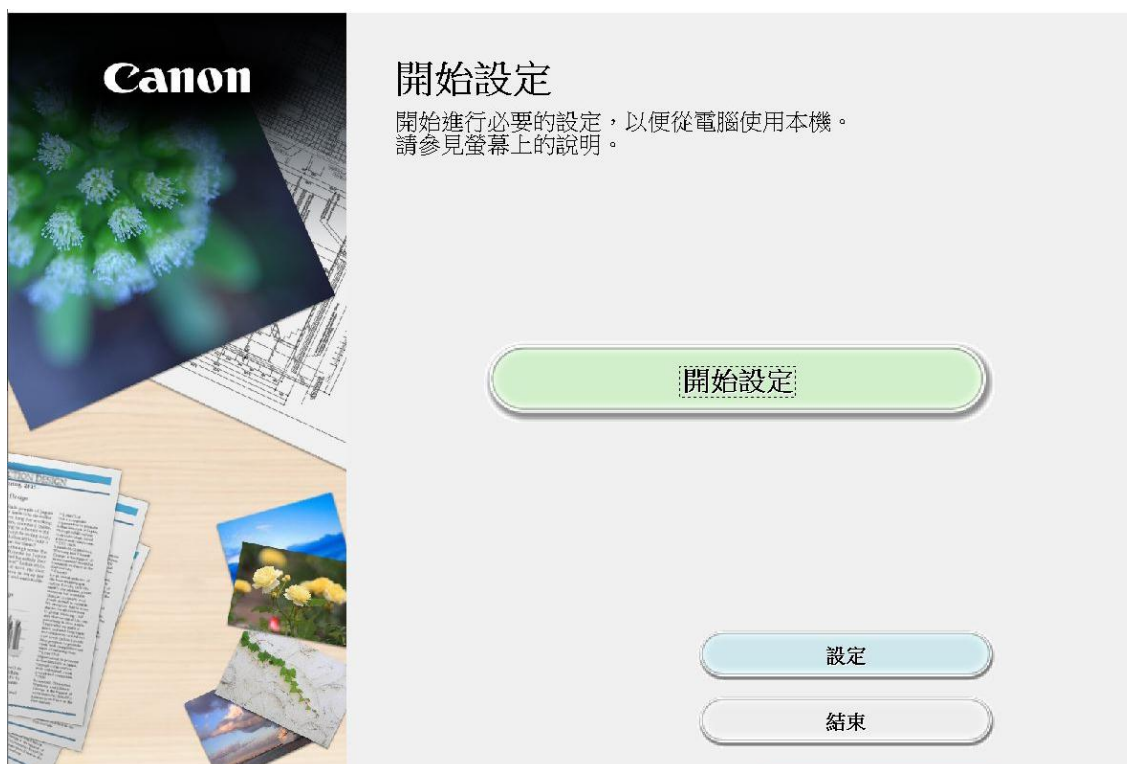 Canon
開始設定
開始進行必要的設定，以便從電腦使用本機。
請參見螢幕上的說明。
開始設定
設定
結束